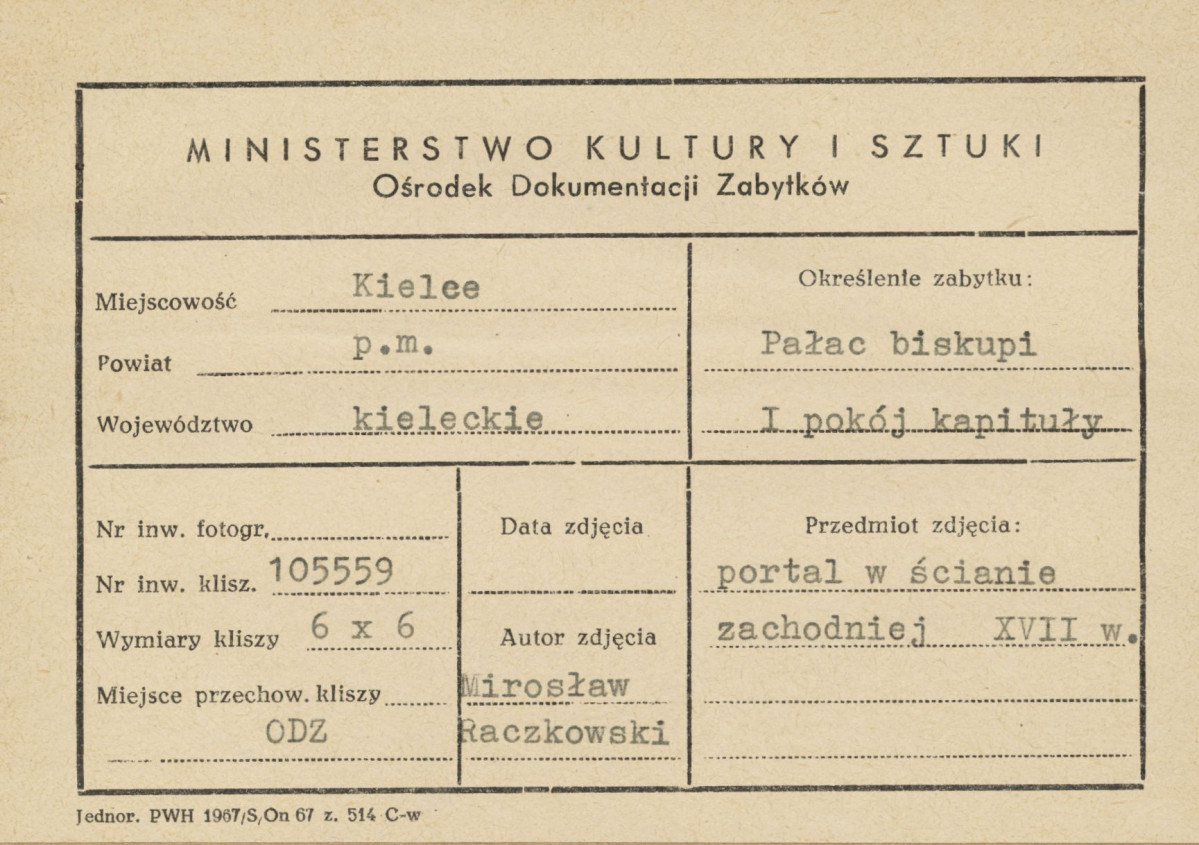 MINISTERSTWO KULTURY I SZTUKI
Ośrodek Dokumentacji Zabytków
Miejscowość Kielce
Powiat p.m.
Województwo kieleckie
Określenie zabytku:
Pałac biskupi
I pokój kapituły
Nr inw. fotogr.
Nr inw. klisz. 105559
Wymiary kliszy 6 x 6
Miejsce przechow. kliszy
ODZ
Data zdjęcia
Autor zdjęcia
Mirosław
Raczkowski
Przedmiot zdjęcia:
portal w ścianie
zachodniej XVII w.
Jednor. PWH 1967/S/On 67 z. 514 C-w